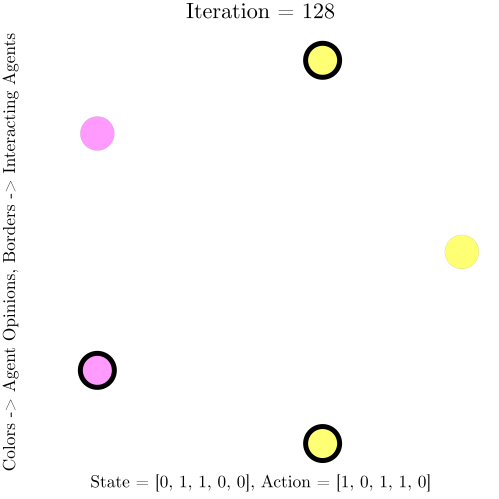 Iteration = 128
Colors -> Agent Opinions, Borders -> Interacting Agents
State = [0, 1, 1, 0, 0], Action = [1, 0, 1, 1, 0]